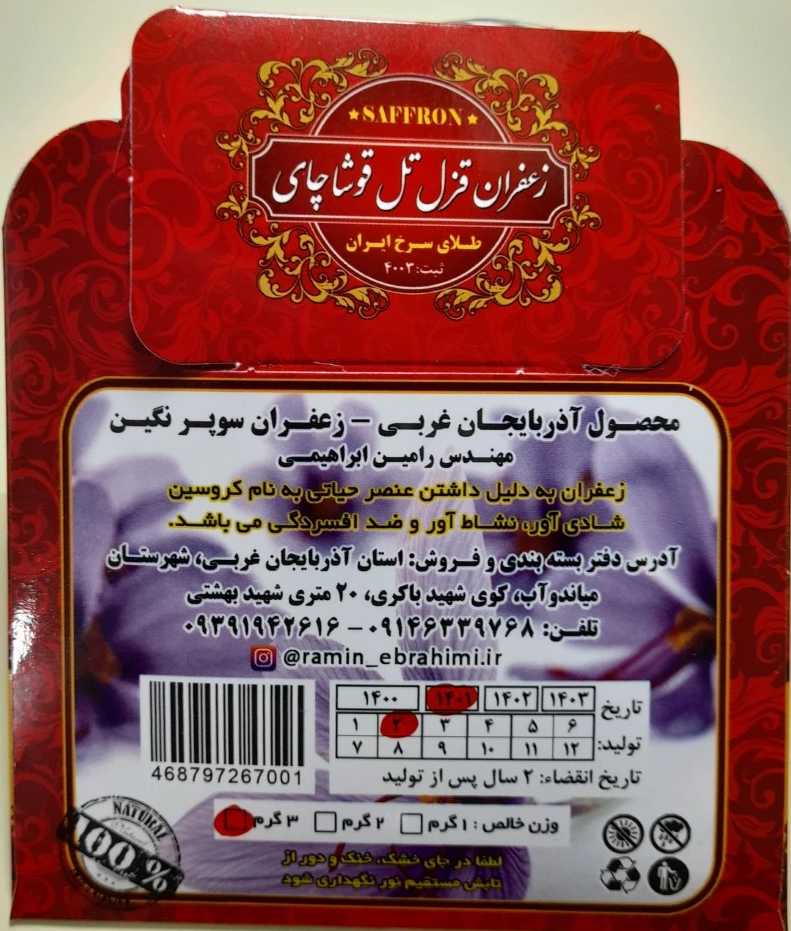 ★SAFFRON★
زعفران قزل تل قوشاچای
طلای سرخ ایران
ثبت: ۴۰۰۳
محصول آذربایجان غربی – زعفران سوپر نگین
مهندس رامین ابراهیمی
زعفران به دلیل داشتن عنصر حیاتی به نام کروسین
شادی آور، نشاط آور و ضد افسردگی می باشد.
آدرس دفتر بسته بندی و فروش: استان آذربایجان غربی، شهرستان
میاندوآب، کوی شهید باکری، ۲۰ متری شهید بهشتی
تلفن: ۰۹۱۴۶۳۳۹۷۶۸ – ۰۹۳۹۱۹۴۲۶۱۶
@ramin_ebrahimi.ir
تاریخ تولید:
۱۴۰۰ ۱۴۰۱ ۱۴۰۲ ۱۴۰۳
۱ ۲ ۳ ۴ ۵ ۶
۷ ۸ ۹ ۱۰ ۱۱ ۱۲
تاریخ انقضاء: ۲ سال پس از تولید
468797267001
وزن خالص: ۱ گرم ۲ گرم ۳ گرم
لطفا در جای خشک، خنک و دور از
تابش مستقیم نور نگهداری شود
NATURAL
100%